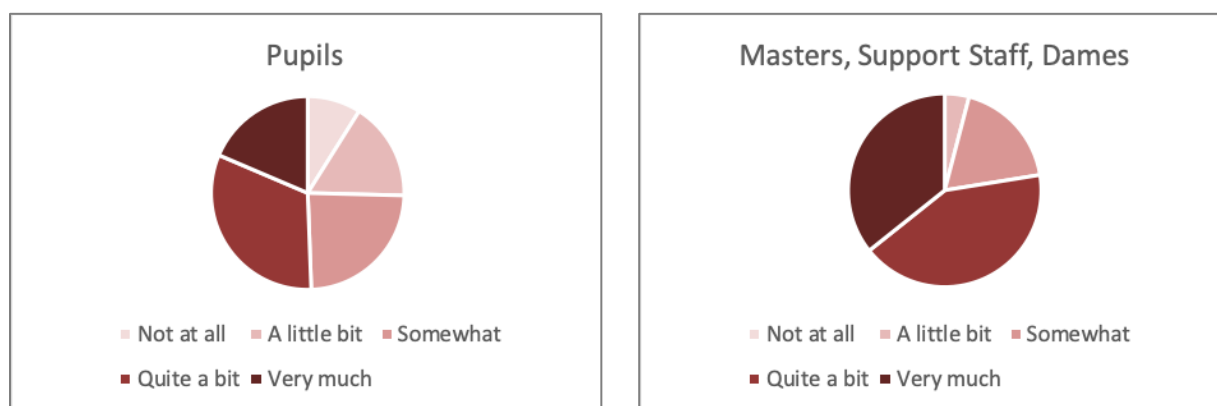 Pupils
Not at all A little bit Somewhat
Quite a bit Very much
Masters, Support Staff, Dames
Not at all A little bit Somewhat
Quite a bit Very much